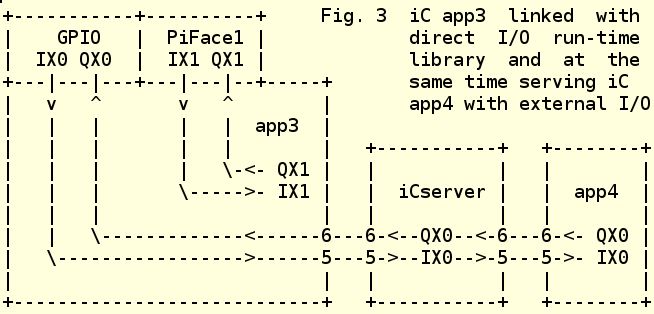 +-----------+----------+     Fig. 3  iC app3  linked  with
|    GPIO   | PiFace1 |             direct  I/O  run-time
|  IX0 QX0  | IX1 QX1 |             library  and  at  the
+---|---|---+---|---|--+------+      same time serving iC
|   v   ^       v   ^         |      app4 with external I/O
|   |   |       |   |  app3   |
|   |   |       |   |         |   +-----------+   +--------+
|   |   |       |   \-<- QX1  |   |           |   |        |
|   |   |       \----->- IX1  |   |  iCserver |   |  app4  |
|   |   |                     |   |           |   |        |
|   |   \-------------<------6---6-<--QX0--<-6---6-<- QX0 |
|   \----------------->------5---5->--IX0-->-5---5->- IX0 |
|                             |   |           |   |        |
+-----------------------------+   +-----------+   +--------+